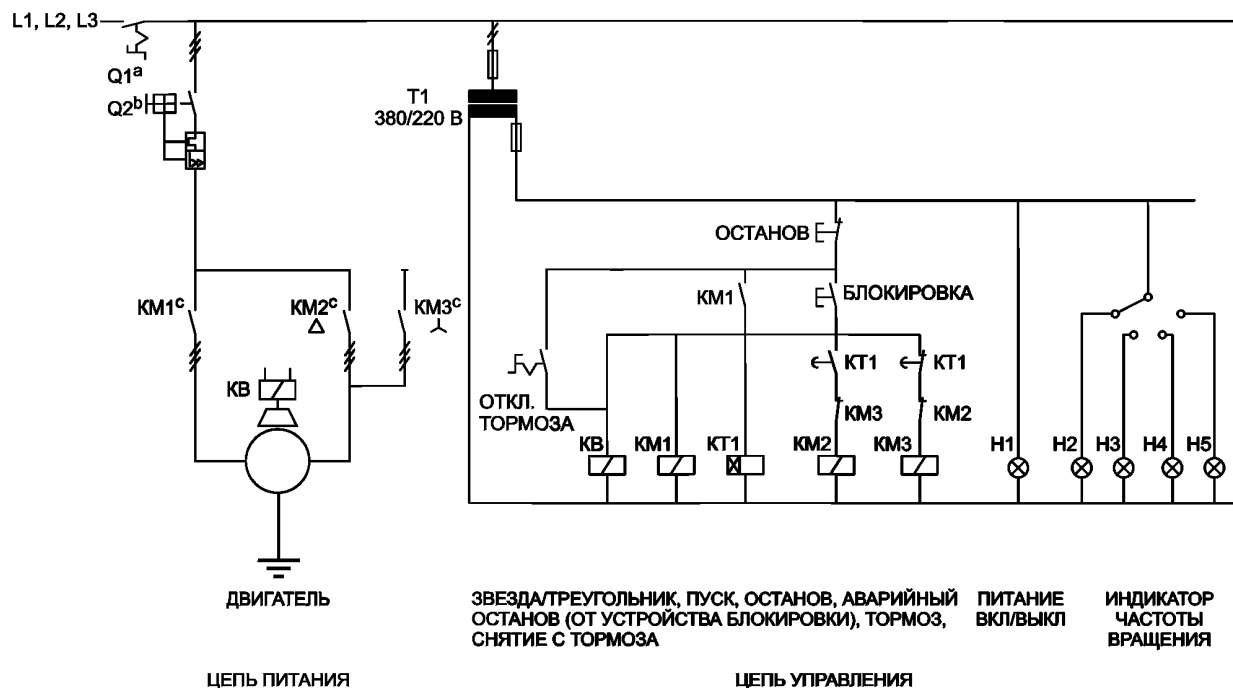 L1, L2, L3
Q1ᵃ
Q2ᵇ
T1
380/220 В
ОСТАНОВ
KM1
БЛОКИРОВКА
KM1ᶜ
KM2ᶜ
KM3ᶜ
KB
KT1
KT1
ОТКЛ.
ТОРМОЗА
KM3
KM2
KB
KM1
KT1
KM2
KM3
H1
H2
H3
H4
H5
ДВИГАТЕЛЬ
ЗВЕЗДА/ТРЕУГОЛЬНИК, ПУСК, ОСТАНОВ, АВАРИЙНЫЙ
ОСТАНОВ (ОТ УСТРОЙСТВА БЛОКИРОВКИ), ТОРМОЗ,
СНЯТИЕ С ТОРМОЗА
ПИТАНИЕ
ВКЛ/ВЫКЛ
ИНДИКАТОР
ЧАСТОТЫ
ВРАЩЕНИЯ
ЦЕПЬ ПИТАНИЯ
ЦЕПЬ УПРАВЛЕНИЯ